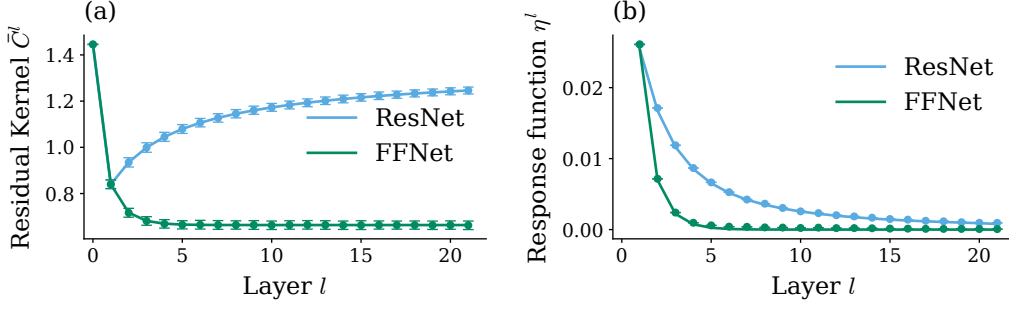 (a)
Residual Kernel C̄ˡ
1.4
1.2
1.0
0.8
ResNet
FFNet
0
5
10
15
20
Layer l
(b)
Response function ηˡ
0.02
0.01
0.00
ResNet
FFNet
0
5
10
15
20
Layer l